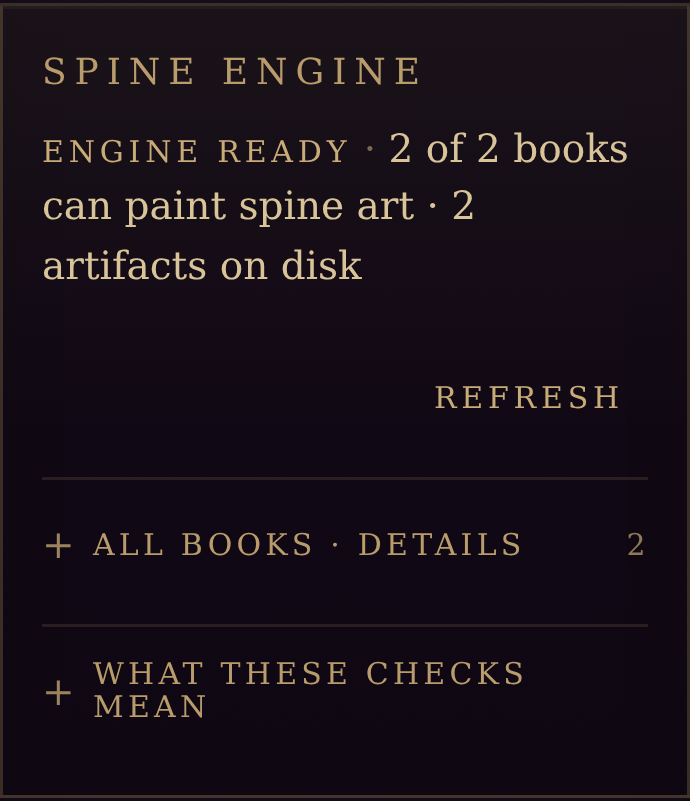 SPINE ENGINE
ENGINE READY · 2 of 2 books
can paint spine art · 2
artifacts on disk
REFRESH
+ ALL BOOKS · DETAILS 2
+ WHAT THESE CHECKS
MEAN